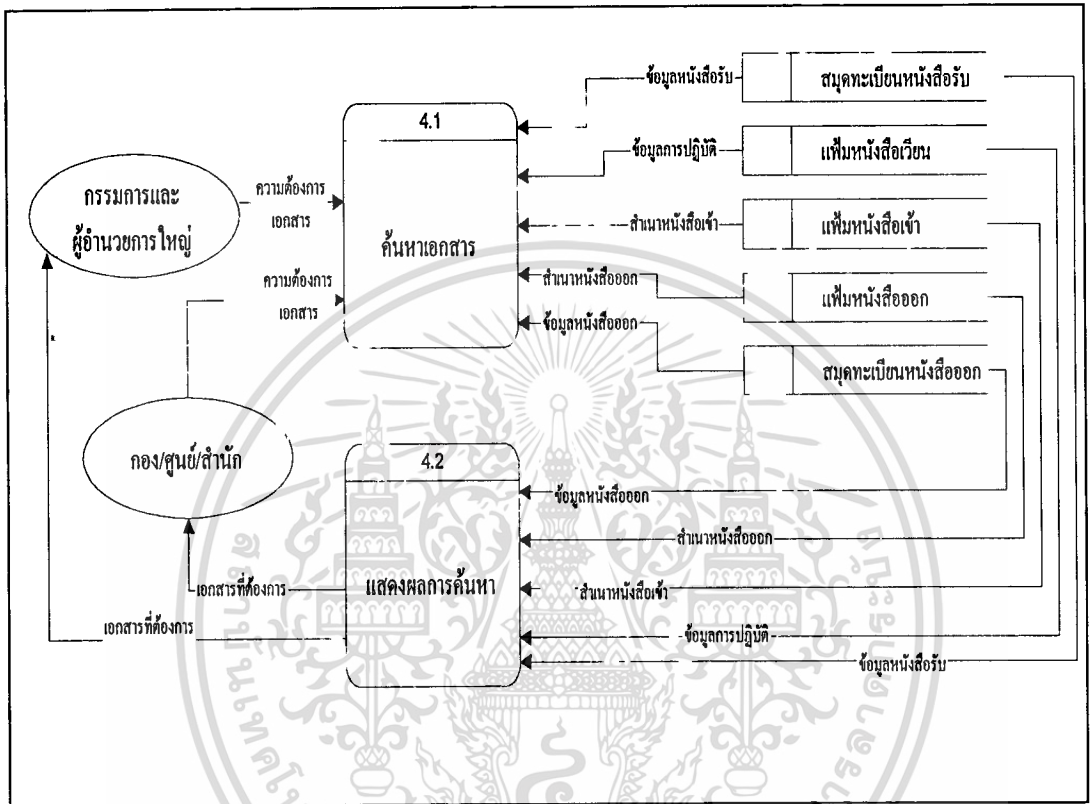 ข้อมูลหนังสือรับ
สมุดทะเบียนหนังสือรับ
4.1
ข้อมูลการปฎิบัติ
แฟ้มหนังสือเวียน
กรรมการและ
ผู้อำนวยการใหญ่
ความต้องการ
เอกสาร
ค้นหาเอกสาร
สำเนาหนังสือเข้า
แฟ้มหนังสือเข้า
ความต้องการ
เอกสาร
สำเนาหนังสือออก
แฟ้มหนังสือออก
ข้อมูลหนังสือออก
สมุดทะเบียนหนังสือออก
กอง/ศูนย์/สำนัก
4.2
ข้อมูลหนังสือออก
สำเนาหนังสือออก
เอกสารที่ต้องการ
แสดงผลการค้นหา
สำเนาหนังสือเข้า
เอกสารที่ต้องการ
ข้อมูลการปฎิบัติ
ข้อมูลหนังสือรับ